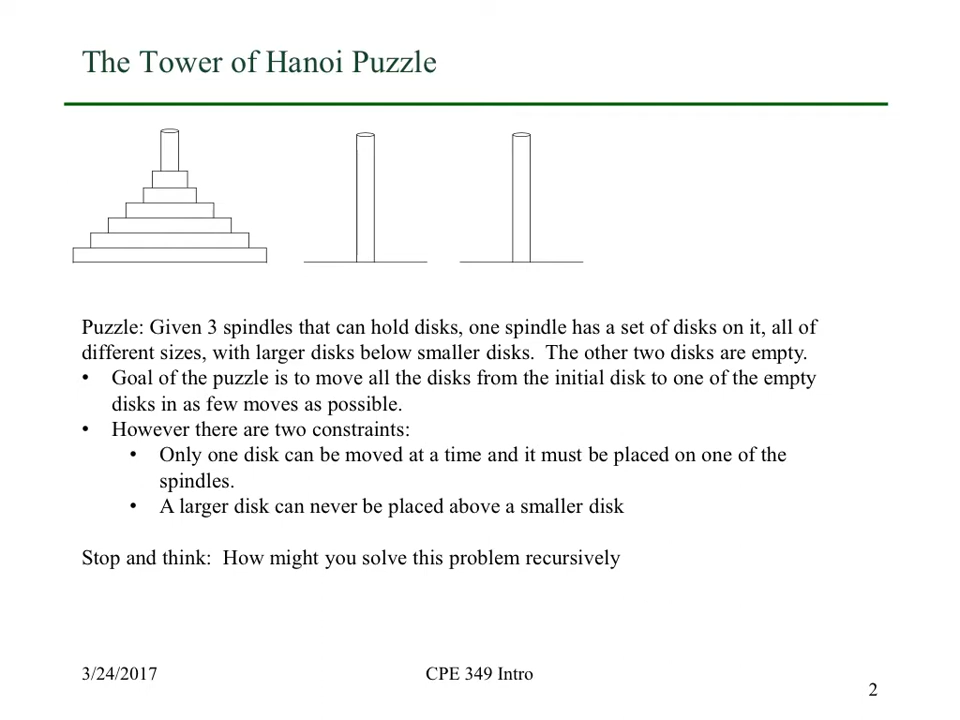 The Tower of Hanoi Puzzle
Puzzle: Given 3 spindles that can hold disks, one spindle has a set of disks on it, all of
different sizes, with larger disks below smaller disks.  The other two disks are empty.
• Goal of the puzzle is to move all the disks from the initial disk to one of the empty
disks in as few moves as possible.
• However there are two constraints:
• Only one disk can be moved at a time and it must be placed on one of the
spindles.
• A larger disk can never be placed above a smaller disk
Stop and think:  How might you solve this problem recursively
3/24/2017
CPE 349 Intro
2